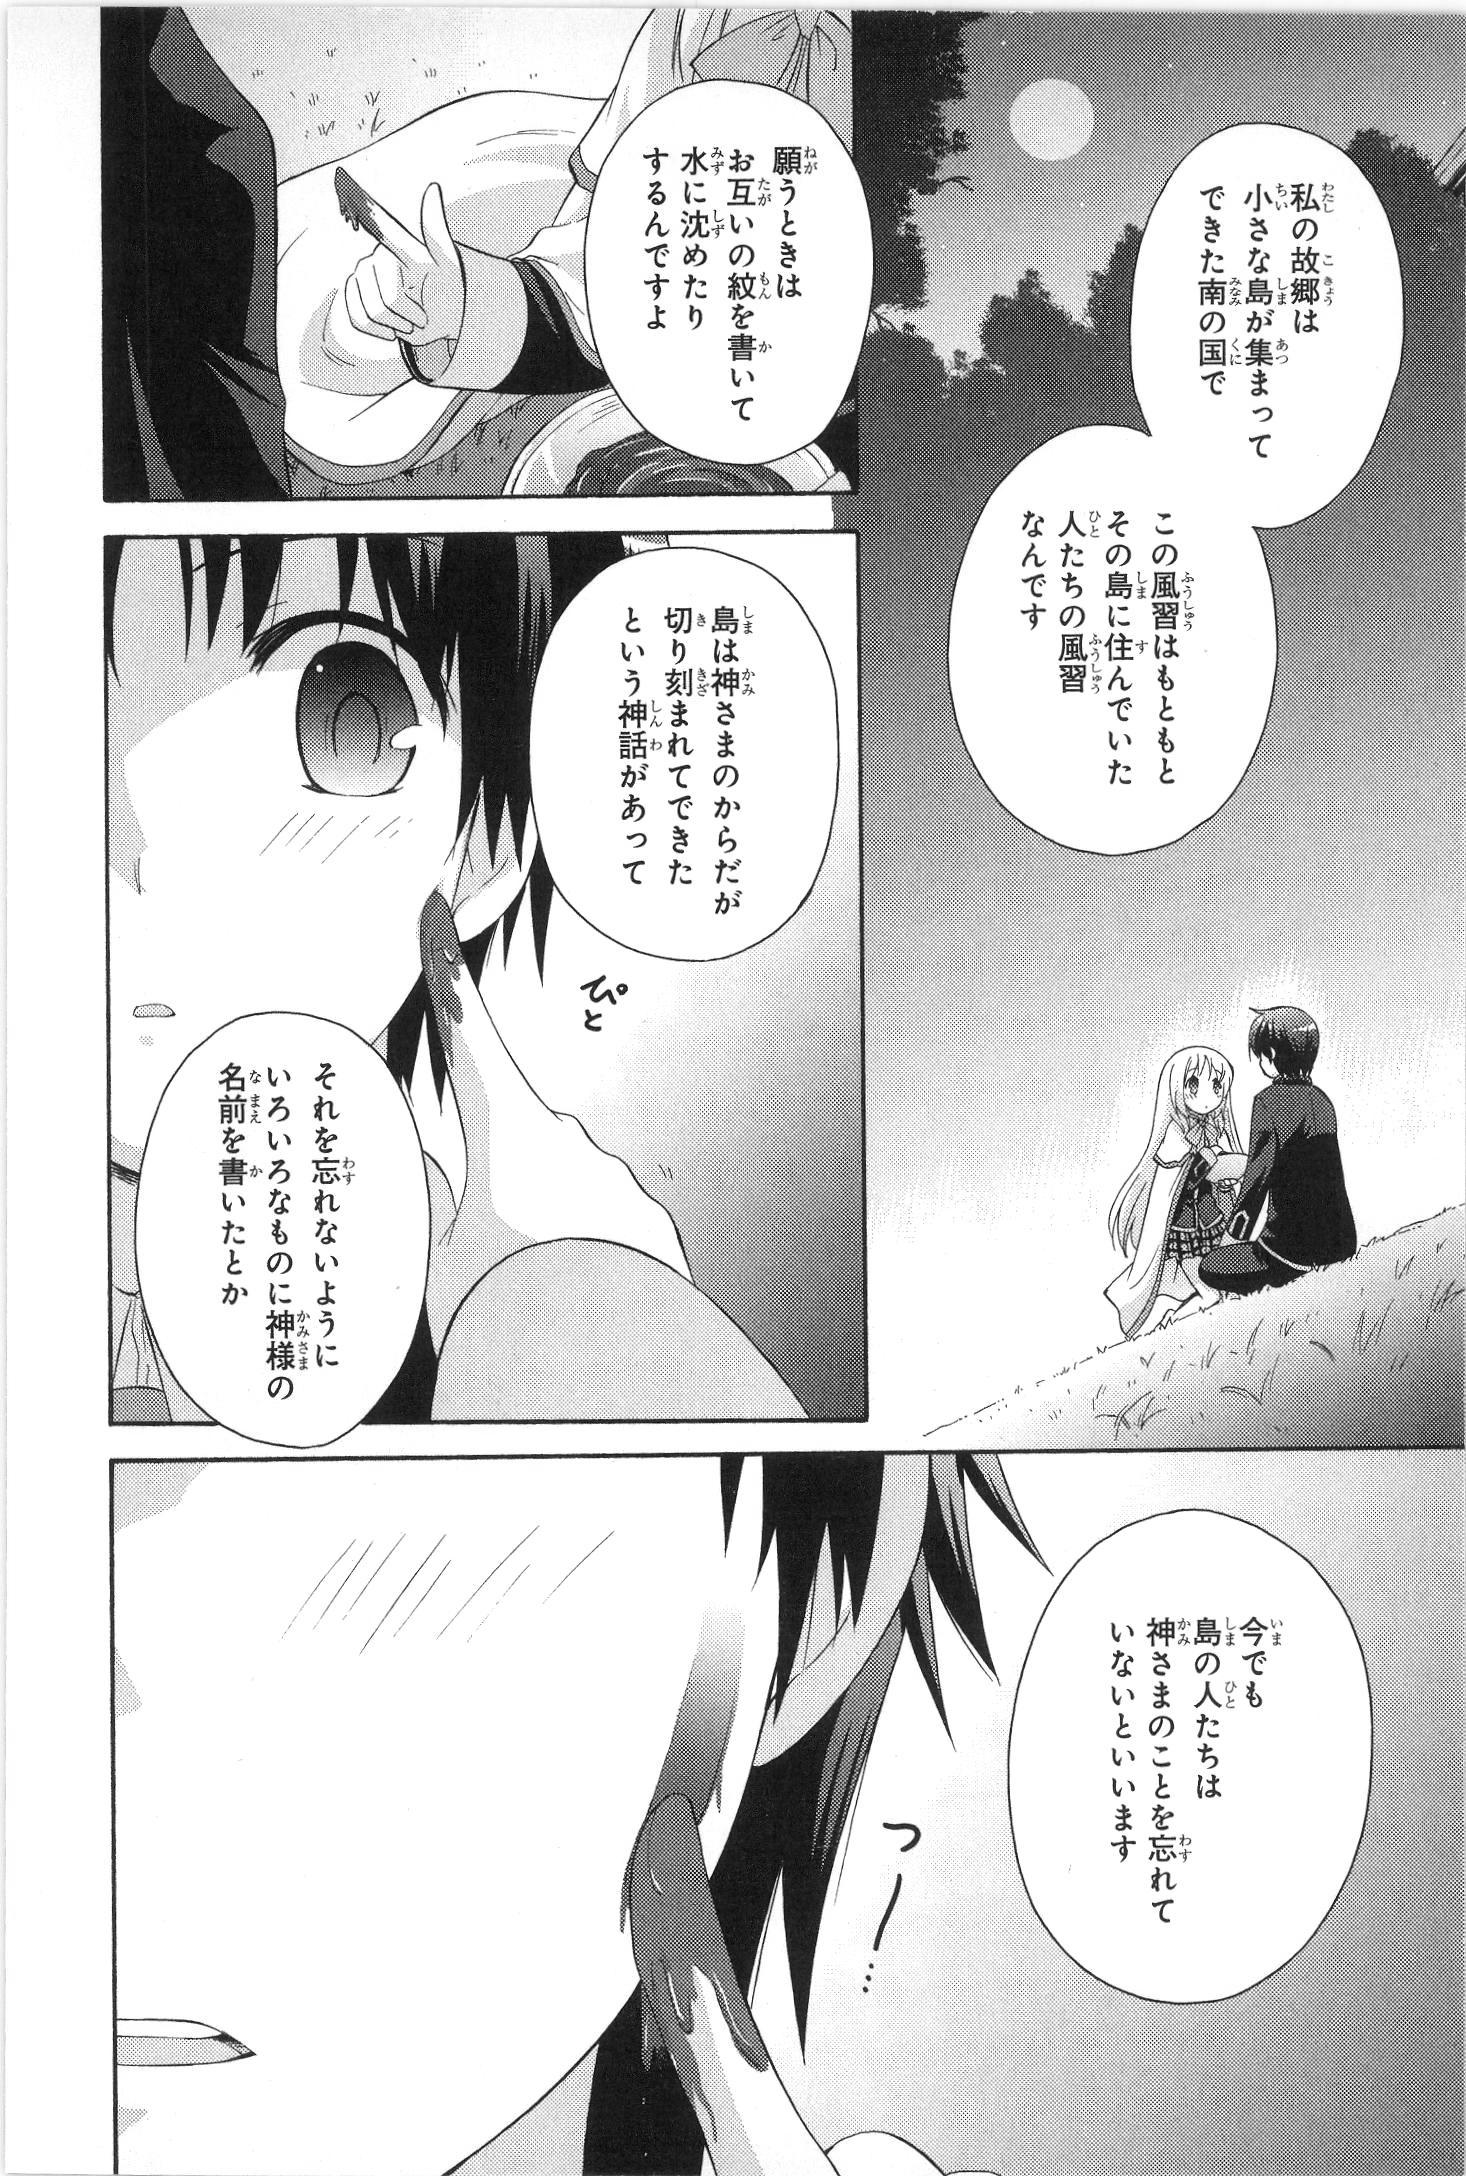 私の故郷は
小さな島が集まって
できた南の国で
この風習はもともと
その島に住んでいた
人たちの風習
なんです
願うときは
お互いの紋を書いて
水に沈めたり
するんですよ
島は神さまのからだが
切り刻まれてできた
という神話があって
ぴと
それを忘れないように
いろいろなものに神様の
名前を書いたとか
今でも
島の人たちは
神さまのことを忘れて
いないといいます
つー…